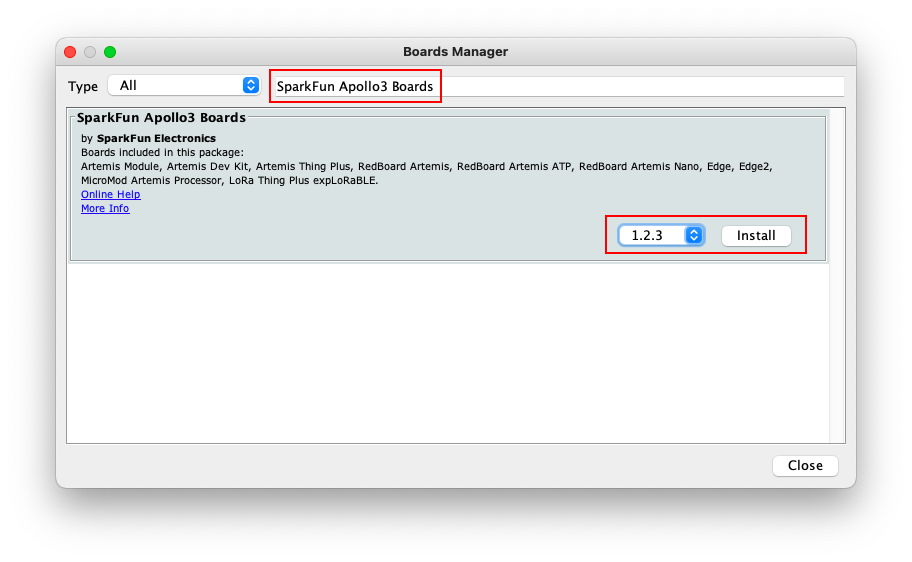 Boards Manager
Type All SparkFun Apollo3 Boards
SparkFun Apollo3 Boards
by SparkFun Electronics
Boards included in this package:
Artemis Module, Artemis Dev Kit, Artemis Thing Plus, RedBoard Artemis, RedBoard Artemis ATP, RedBoard Artemis Nano, Edge, Edge2,
MicroMod Artemis Processor, LoRa Thing Plus expLoRaBLE.
Online Help
More Info
1.2.3 Install
Close